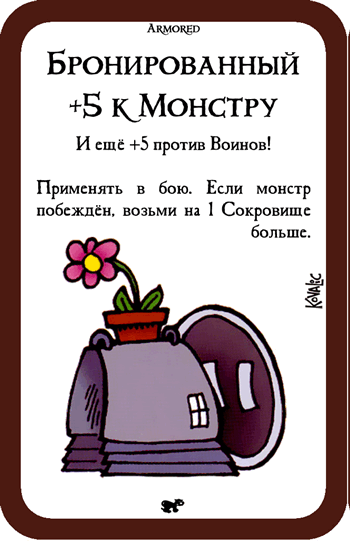 Armored
Бронированный
+5 к Монстру
И ещё +5 против Воинов!
Применять в бою. Если монстр
побеждён, возьми на 1 Сокровище
больше.
Kovalic